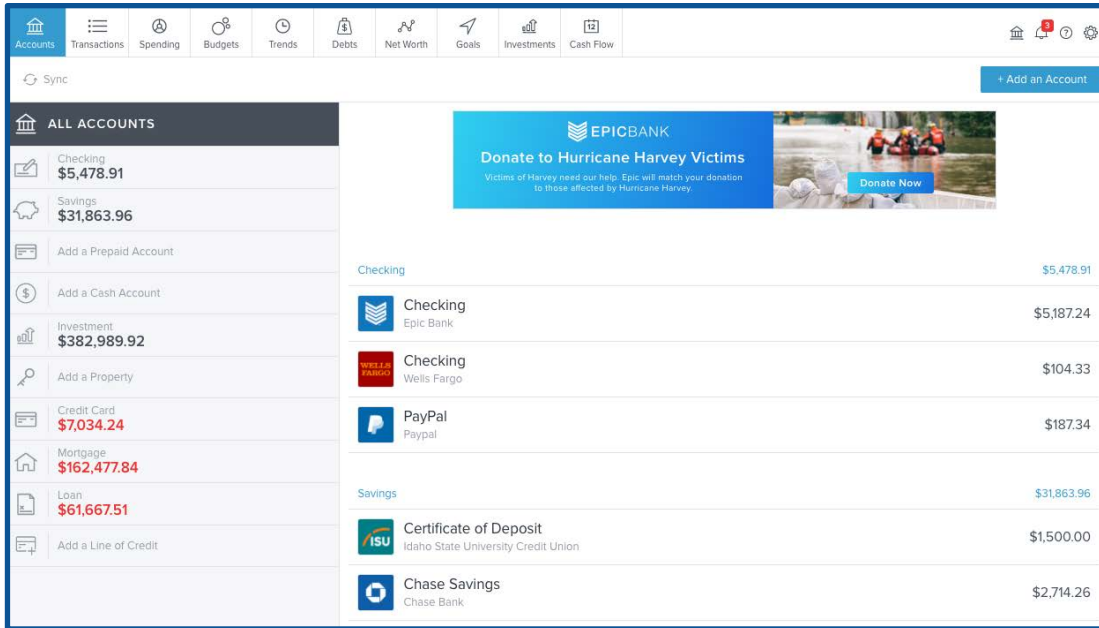 Accounts
Transactions
Spending
Budgets
Trends
Debts
Net Worth
Goals
Investments
12
Cash Flow
3
Sync
+ Add an Account
ALL ACCOUNTS
Checking
$5,478.91
Savings
$31,863.96
Add a Prepaid Account
Add a Cash Account
Investment
$382,989.92
Add a Property
Credit Card
$7,034.24
Mortgage
$162,477.84
Loan
$61,667.51
Add a Line of Credit
EPICBANK
Donate to Hurricane Harvey Victims
Victims of Harvey need our help. Epic will match your donation
to those affected by Hurricane Harvey.
Donate Now
Checking $5,478.91
Checking
Epic Bank
$5,187.24
WELLS
FARGO
Checking
Wells Fargo
$104.33
PayPal
Paypal
$187.34
Savings $31,863.96
ISU
Certificate of Deposit
Idaho State University Credit Union
$1,500.00
Chase Savings
Chase Bank
$2,714.26